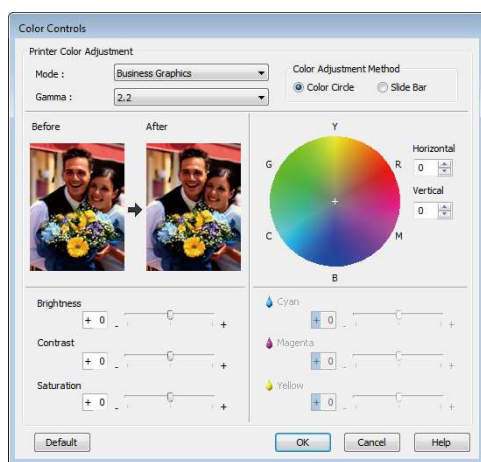 Color Controls
Printer Color Adjustment
Mode :
Business Graphics
Gamma :
2.2
Color Adjustment Method
Color Circle
Slide Bar
Before
After
Y
G
R
C
M
B
Horizontal
0
Vertical
0
Brightness
+ 0
- +
Contrast
+ 0
- +
Saturation
+ 0
- +
Cyan
+ 0
- +
Magenta
+ 0
- +
Yellow
+ 0
- +
Default
OK
Cancel
Help